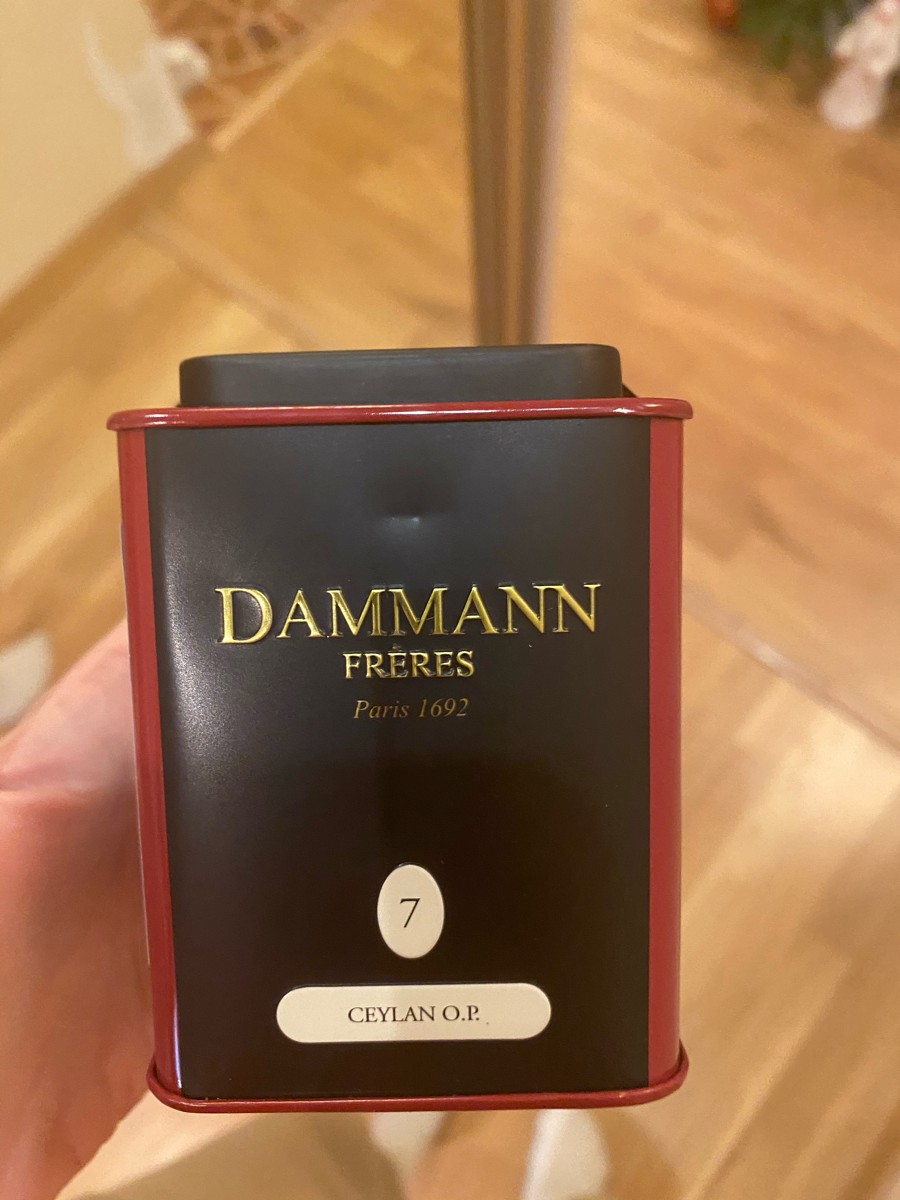 DAMMANN
FRÈRES
Paris 1692
7
CEYLAN O.P.